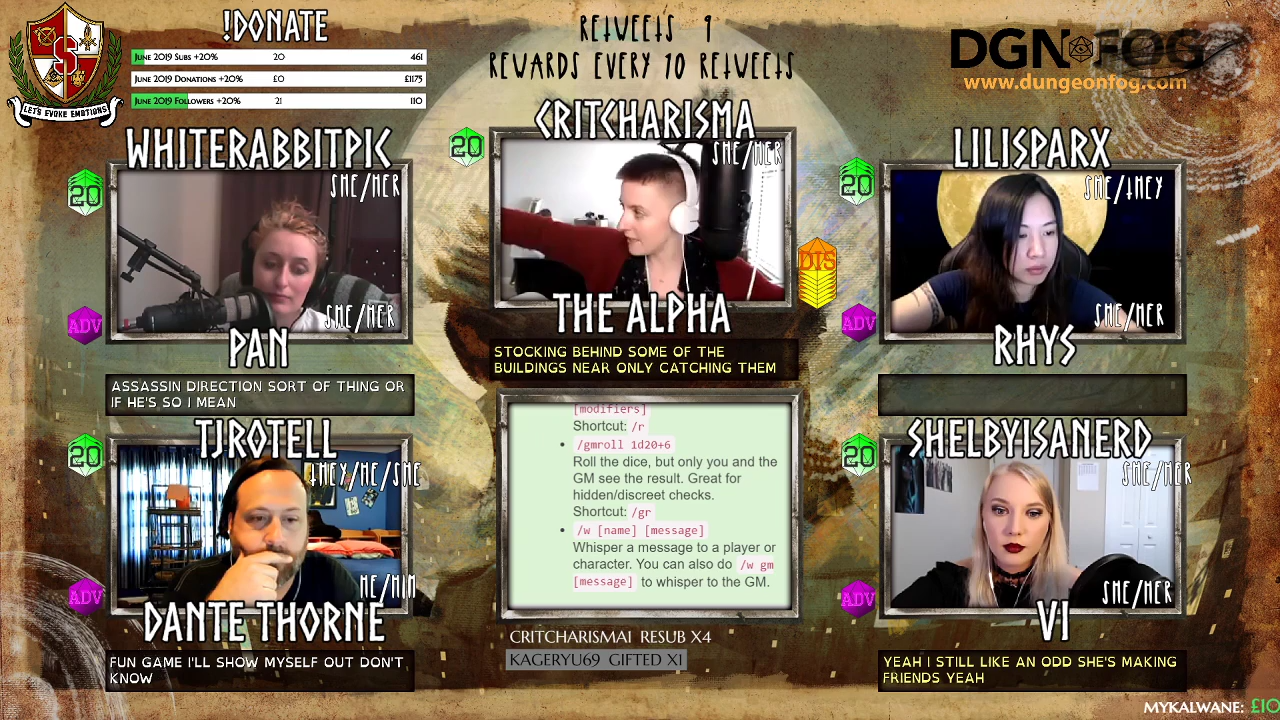 !DONATE
JUNE 2019 SUBS +20% 20 461
JUNE 2019 DONATIONS +20% £0 £1175
JUNE 2019 FOLLOWERS +20% 21 110
LET'S EVOKE EMOTIONS
RETWEETS 9
REWARDS EVERY 10 RETWEETS
DGN FOG
www.dungeonfog.com
WHITERABBITPIC
SHE/HER
20
ADV
SHE/HER
PAN
ASSASSIN DIRECTION SORT OF THING OR
IF HE'S SO I MEAN
CRITCHARISMA
SHE/HER
20
DIS
THE ALPHA
STOCKING BEHIND SOME OF THE
BUILDINGS NEAR ONLY CATCHING THEM
LILISPARX
SHE/THEY
20
ADV
SHE/HER
RHYS
TJROTELL
THEY/HE/SHE
20
ADV
HE/HIM
DANTE THORNE
FUN GAME I'LL SHOW MYSELF OUT DON'T
KNOW
[modifiers]
Shortcut: /r
• /gmroll 1d20+6
Roll the dice, but only you and the
GM see the result. Great for
hidden/discreet checks.
Shortcut: /gr
• /w [name] [message]
Whisper a message to a player or
character. You can also do /w gm
[message] to whisper to the GM.
CRITCHARISMA1 RESUB X4
KAGERYU69 GIFTED X1
SHELBYISANERD
SHE/HER
20
ADV
SHE/HER
VI
YEAH I STILL LIKE AN ODD SHE'S MAKING
FRIENDS YEAH
MYKALWANE: £10